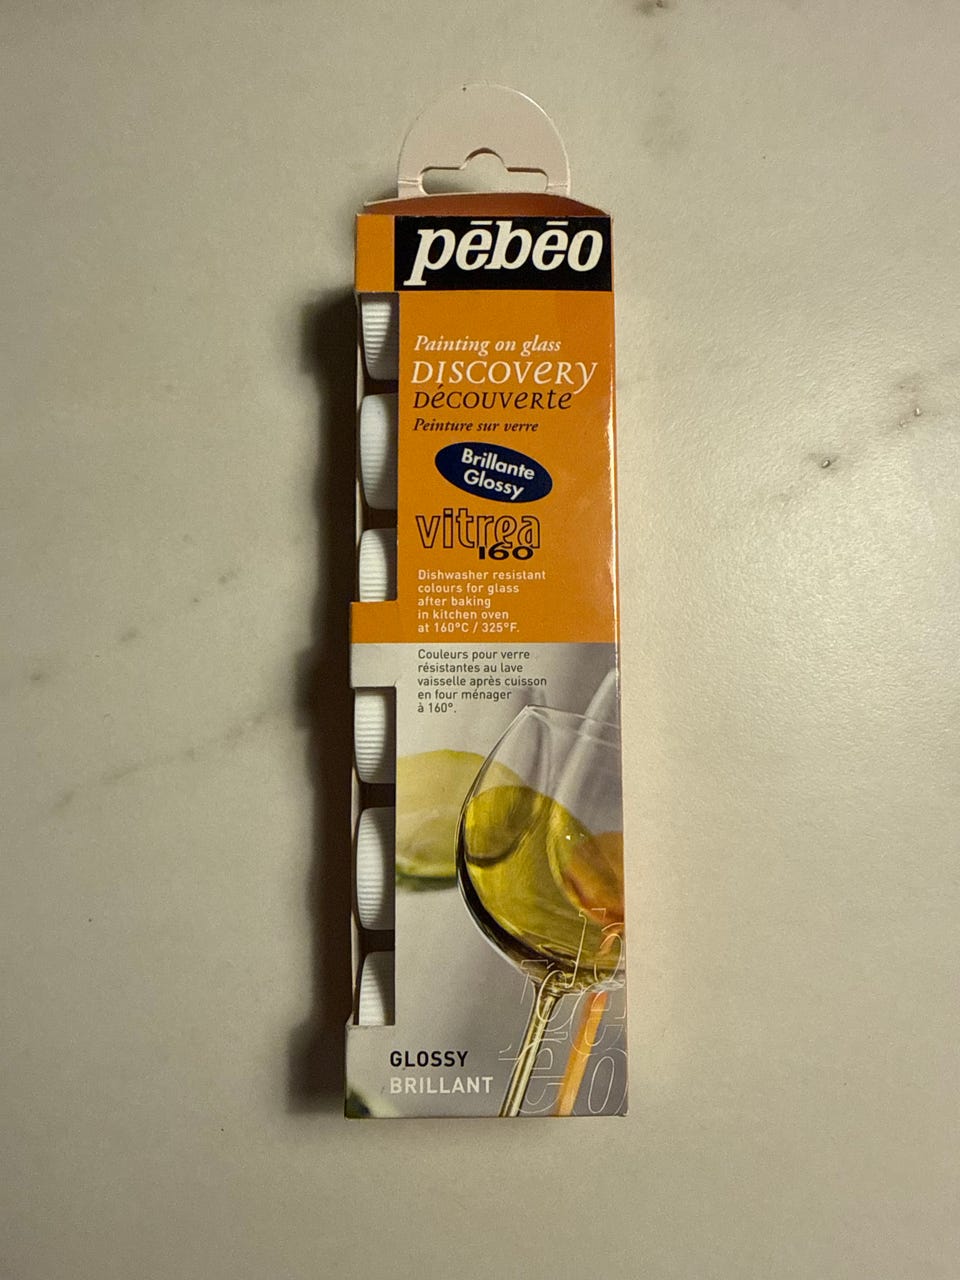 pēbēo
Painting on glass
DISCOVERY
DÉCOUVERTE
Peinture sur verre
Brillante
Glossy
vitrea
160
Dishwasher resistant
colours for glass
after baking
in kitchen oven
at 160°C / 325°F.
Couleurs pour verre
résistantes au lave
vaisselle après cuisson
en four ménager
à 160°.
GLOSSY
BRILLANT